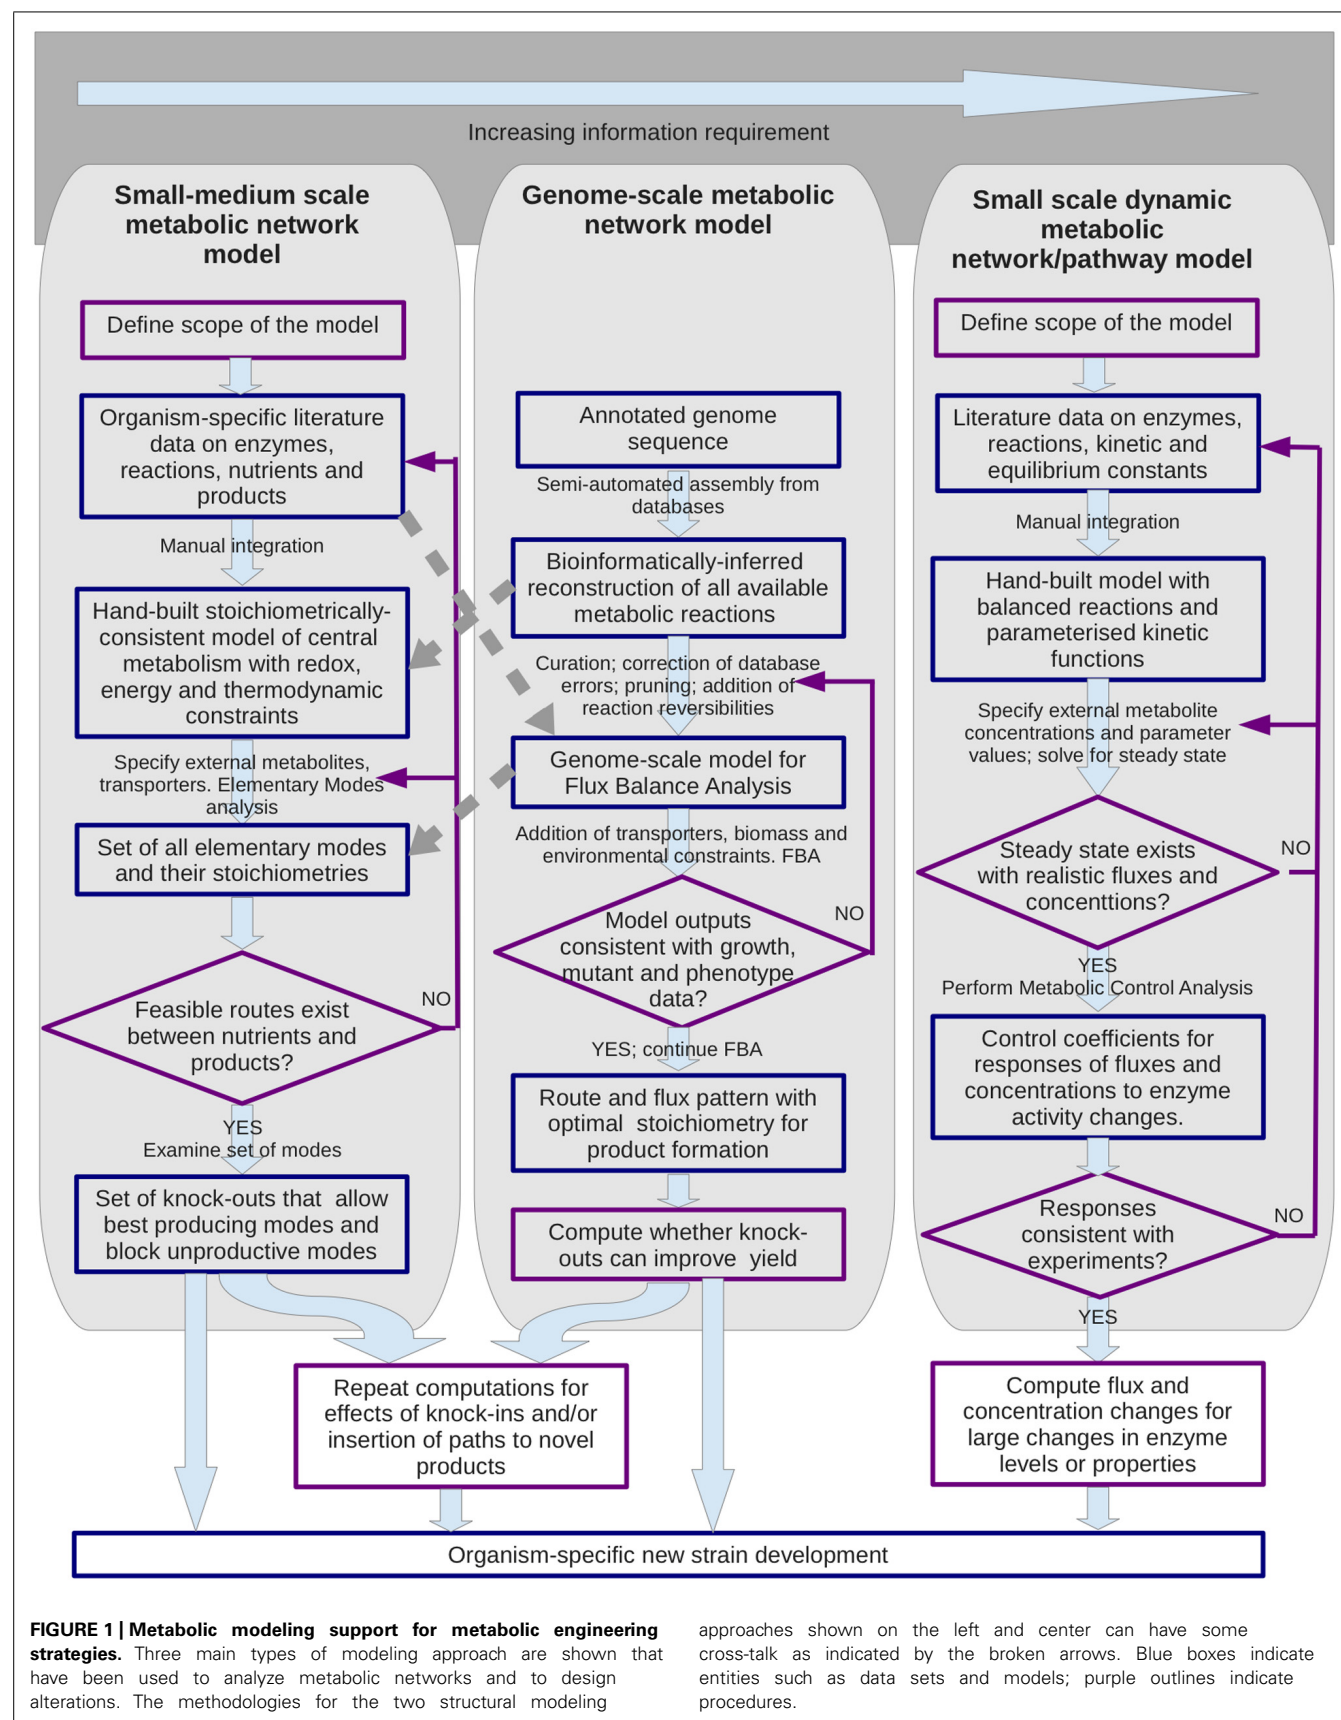 Increasing information requirement
Small-medium scale
metabolic network
model
Define scope of the model
Organism-specific literature
data on enzymes,
reactions, nutrients and
products
Manual integration
Hand-built stoichiometrically-
consistent model of central
metabolism with redox,
energy and thermodynamic
constraints
Specify external metabolites,
transporters. Elementary Modes
analysis
Set of all elementary modes
and their stoichiometries
Feasible routes exist
between nutrients and
products?
NO
YES
Examine set of modes
Set of knock-outs that allow
best producing modes and
block unproductive modes
Genome-scale metabolic
network model
Annotated genome
sequence
Semi-automated assembly from
databases
Bioinformatically-inferred
reconstruction of all available
metabolic reactions
Curation; correction of database
errors; pruning; addition of
reaction reversibilities
Genome-scale model for
Flux Balance Analysis
Addition of transporters, biomass and
environmental constraints. FBA
Model outputs
consistent with growth,
mutant and phenotype
data?
NO
YES; continue FBA
Route and flux pattern with
optimal stoichiometry for
product formation
Compute whether knock-
outs can improve yield
Repeat computations for
effects of knock-ins and/or
insertion of paths to novel
products
Small scale dynamic
metabolic
network/pathway model
Define scope of the model
Literature data on enzymes,
reactions, kinetic and
equilibrium constants
Manual integration
Hand-built model with
balanced reactions and
parameterised kinetic
functions
Specify external metabolite
concentrations and parameter
values; solve for steady state
Steady state exists
with realistic fluxes and
concenttions?
NO
YES
Perform Metabolic Control Analysis
Control coefficients for
responses of fluxes and
concentrations to enzyme
activity changes.
Responses
consistent with
experiments?
NO
YES
Compute flux and
concentration changes for
large changes in enzyme
levels or properties
Organism-specific new strain development
FIGURE 1 | Metabolic modeling support for metabolic engineering
strategies. Three main types of modeling approach are shown that
have been used to analyze metabolic networks and to design
alterations. The methodologies for the two structural modeling
approaches shown on the left and center can have some
cross-talk as indicated by the broken arrows. Blue boxes indicate
entities such as data sets and models; purple outlines indicate
procedures.